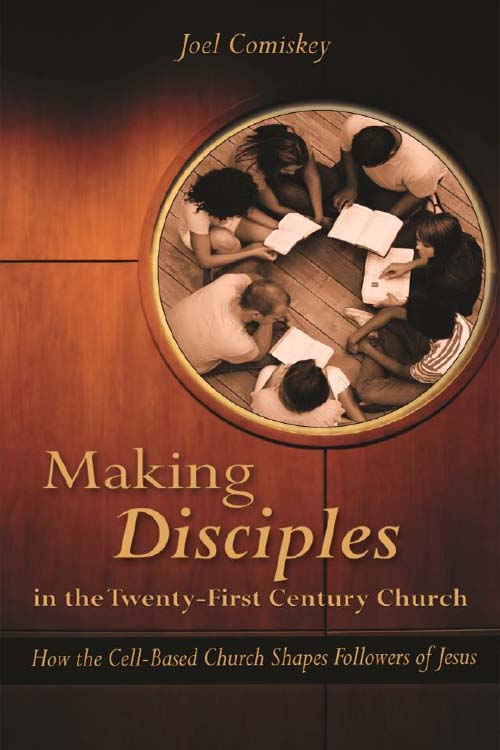 Joel Comiskey
Making
Disciples
in the Twenty-First Century Church
How the Cell-Based Church Shapes Followers of Jesus